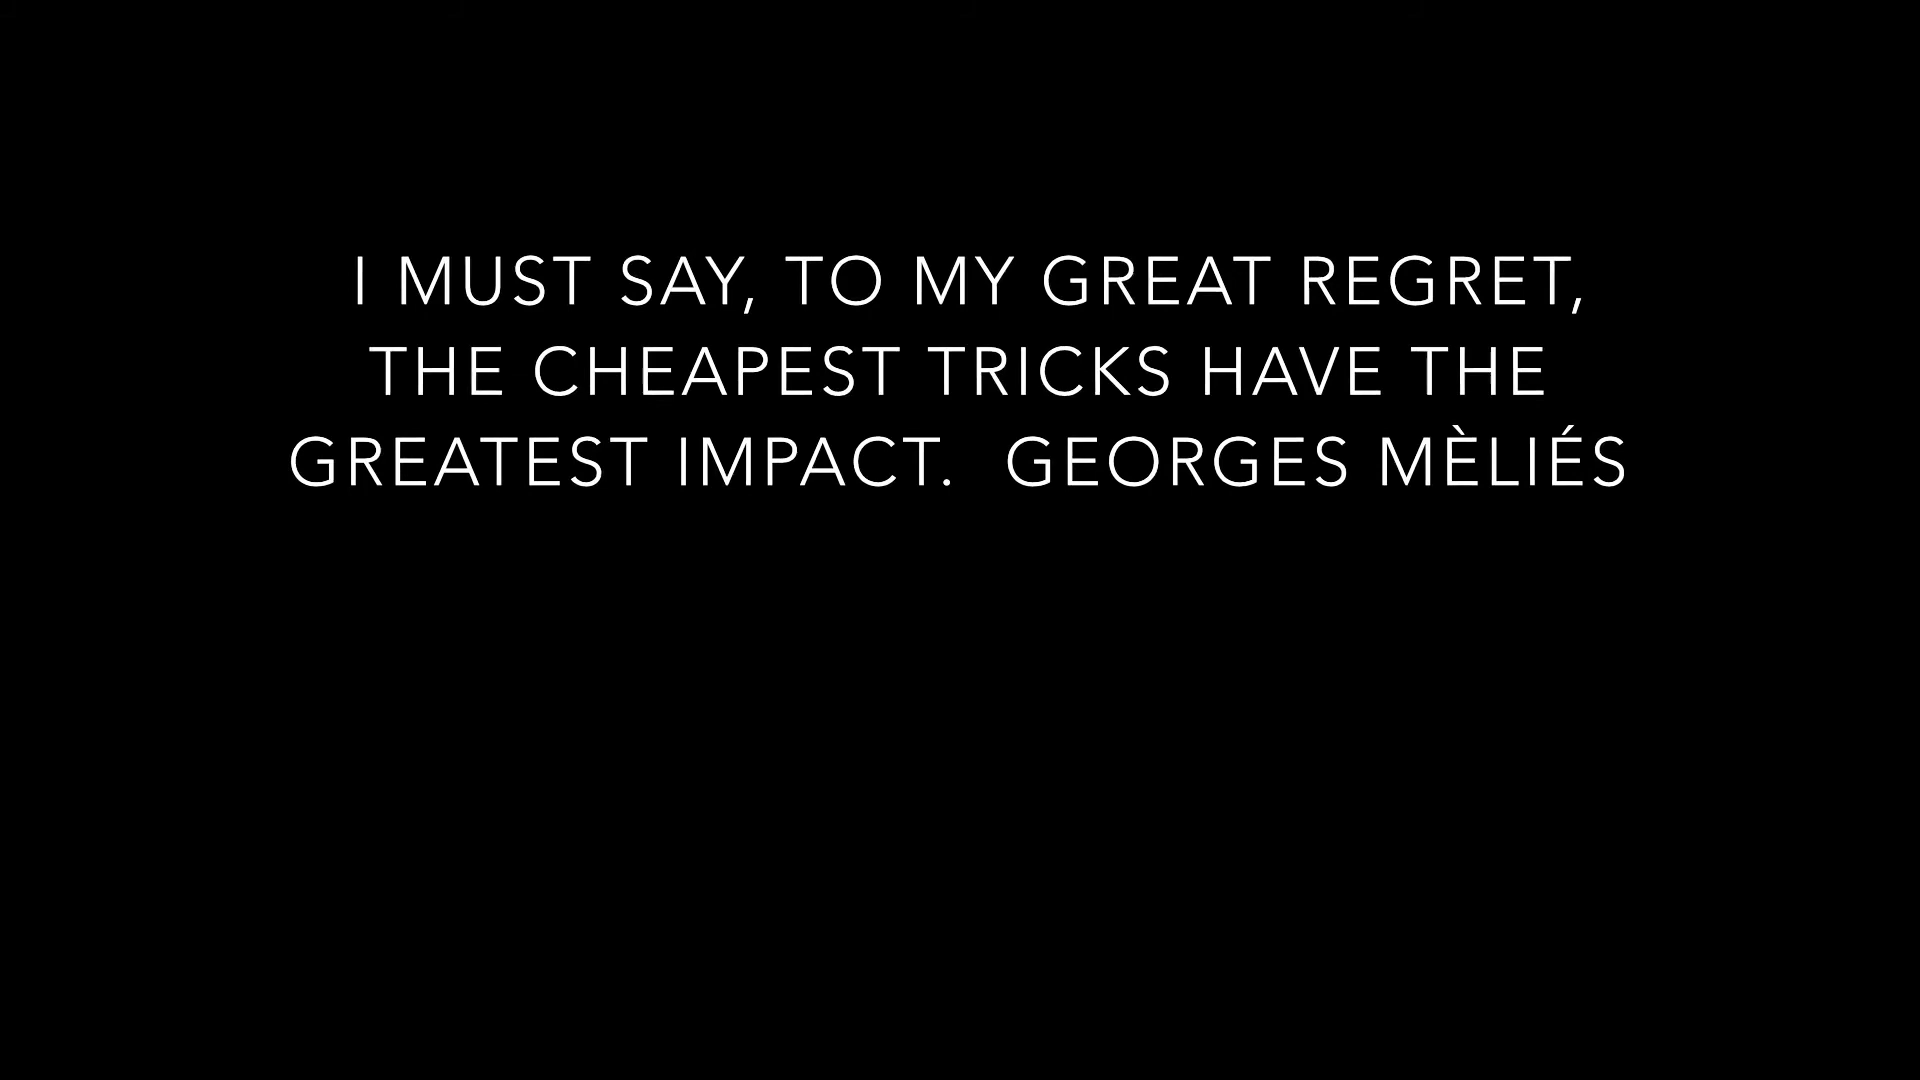 I MUST SAY, TO MY GREAT REGRET,
THE CHEAPEST TRICKS HAVE THE
GREATEST IMPACT.  GEORGES MÈLIÉS